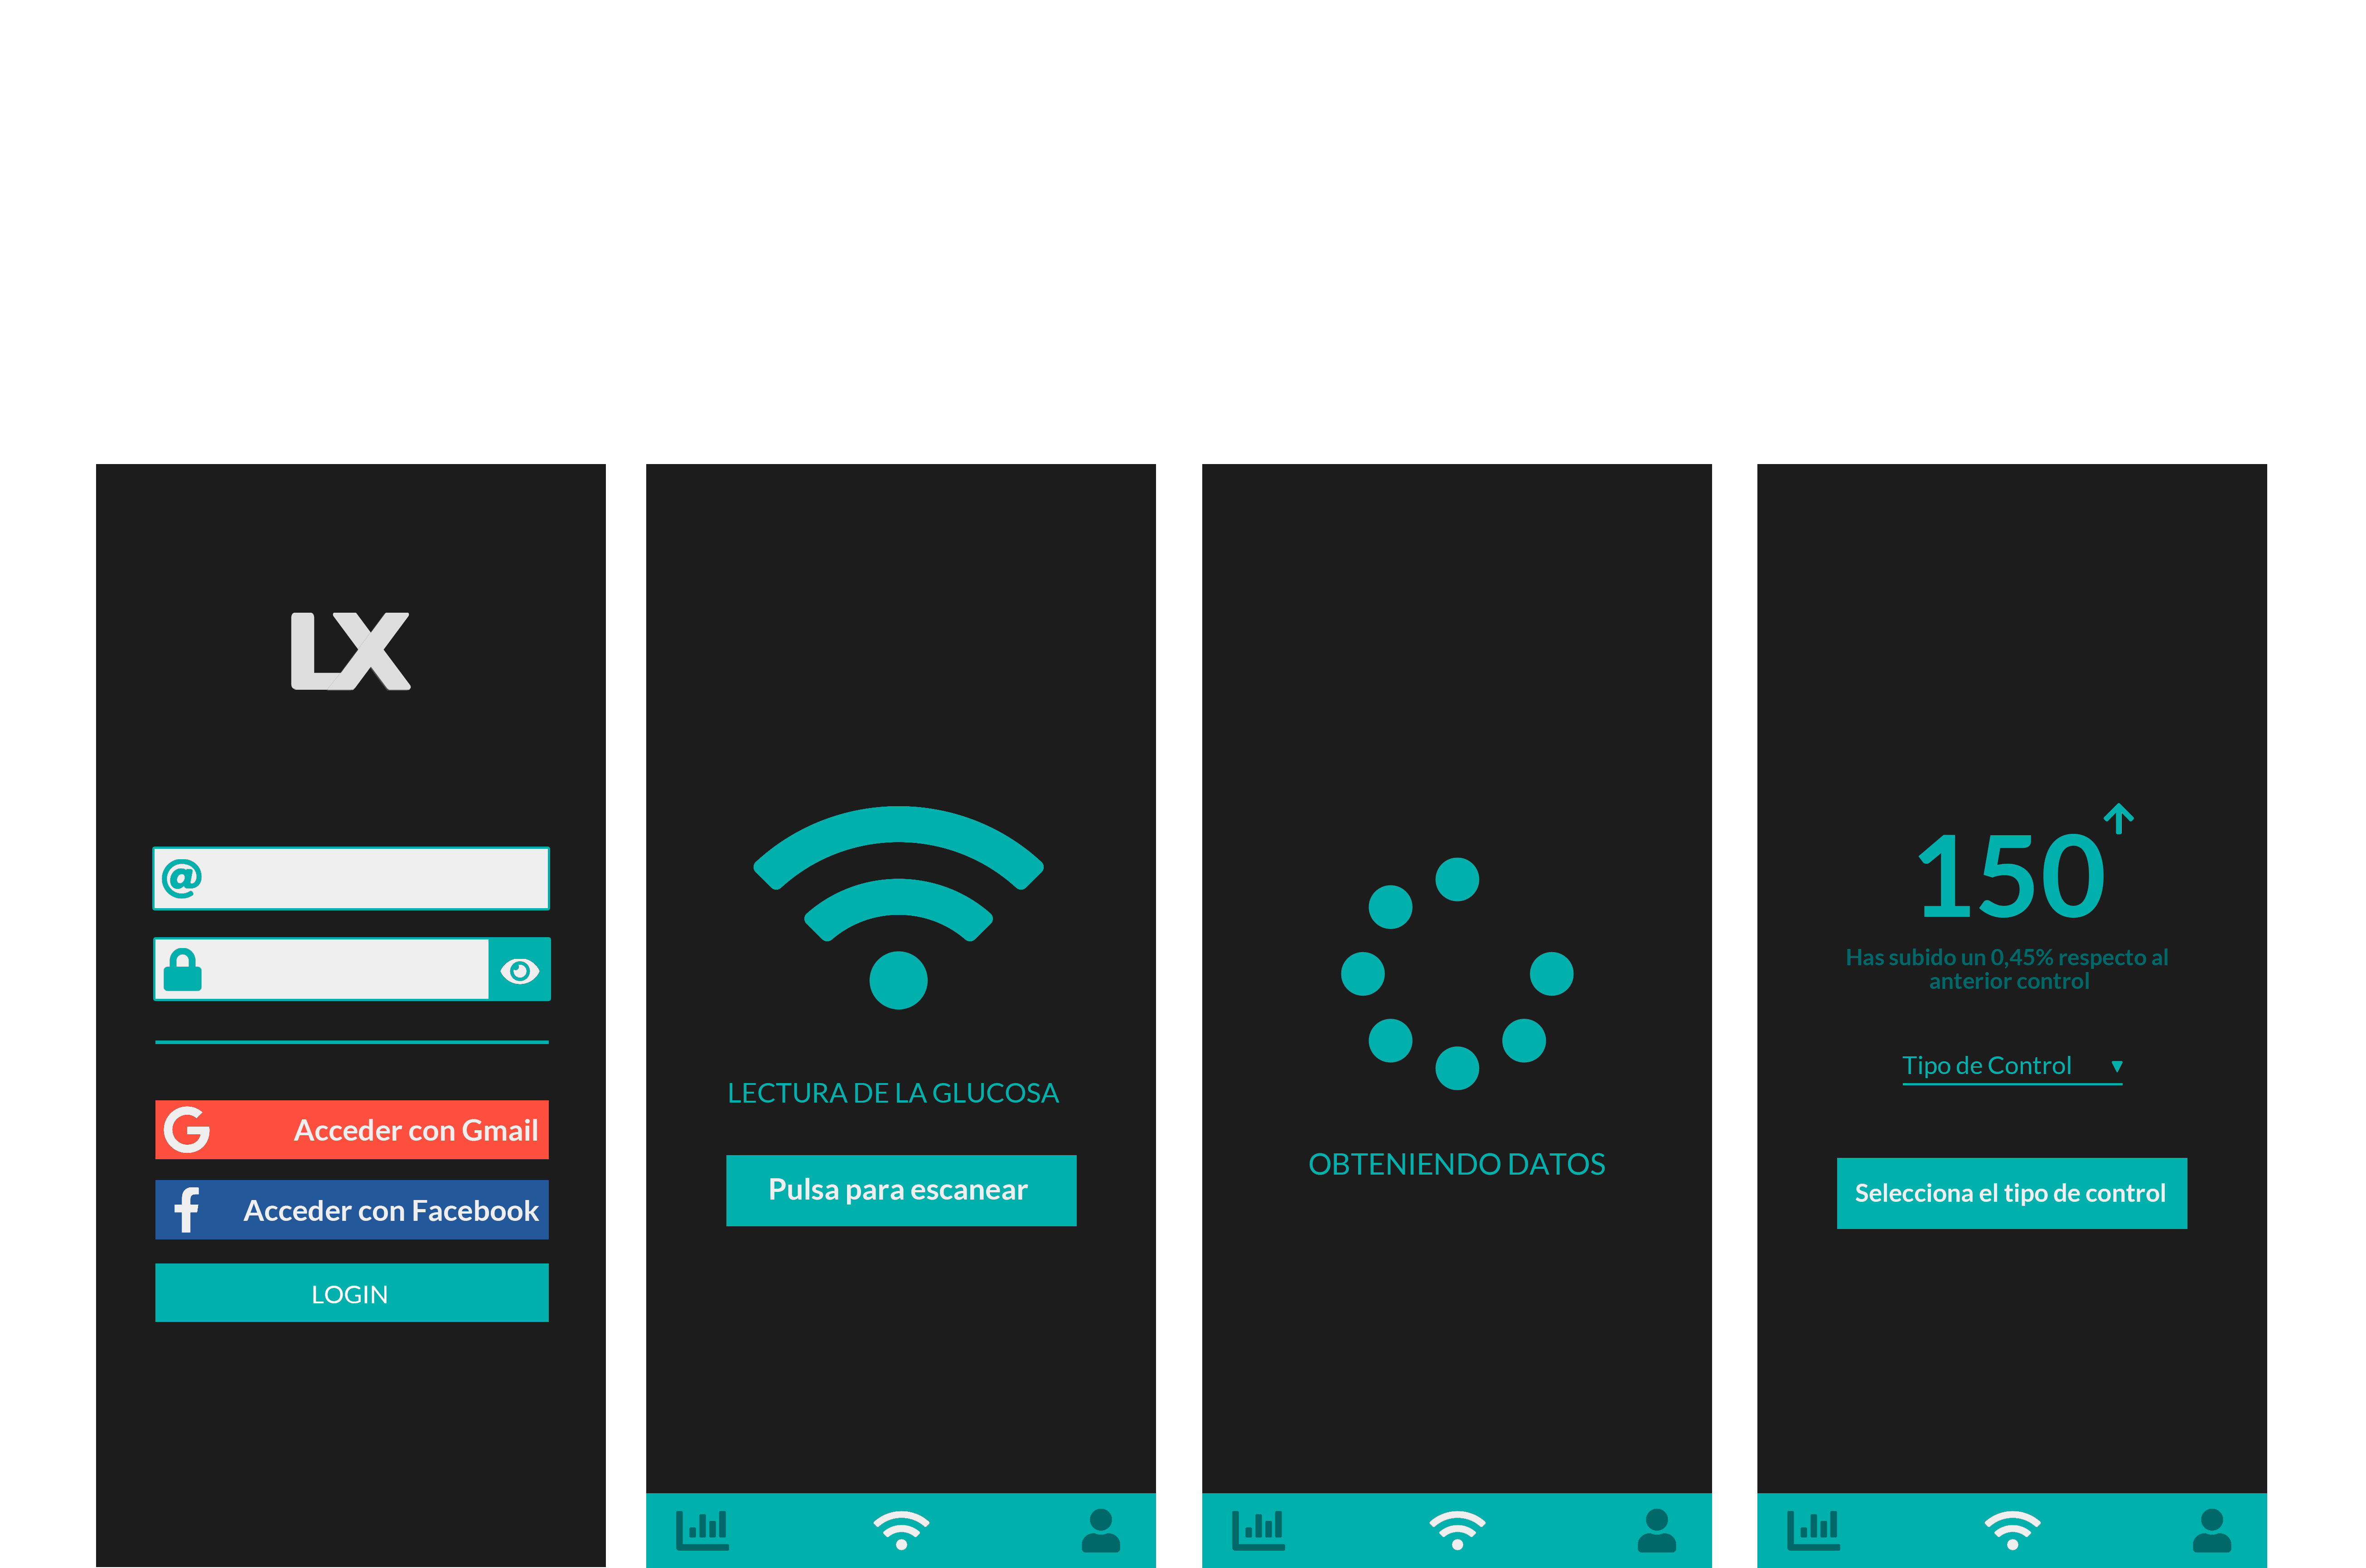 LX
@
Acceder con Gmail
Acceder con Facebook
LOGIN
LECTURA DE LA GLUCOSA
Pulsa para escanear
OBTENIENDO DATOS
150
Has subido un 0,45% respecto al
anterior control
Tipo de Control
Selecciona el tipo de control